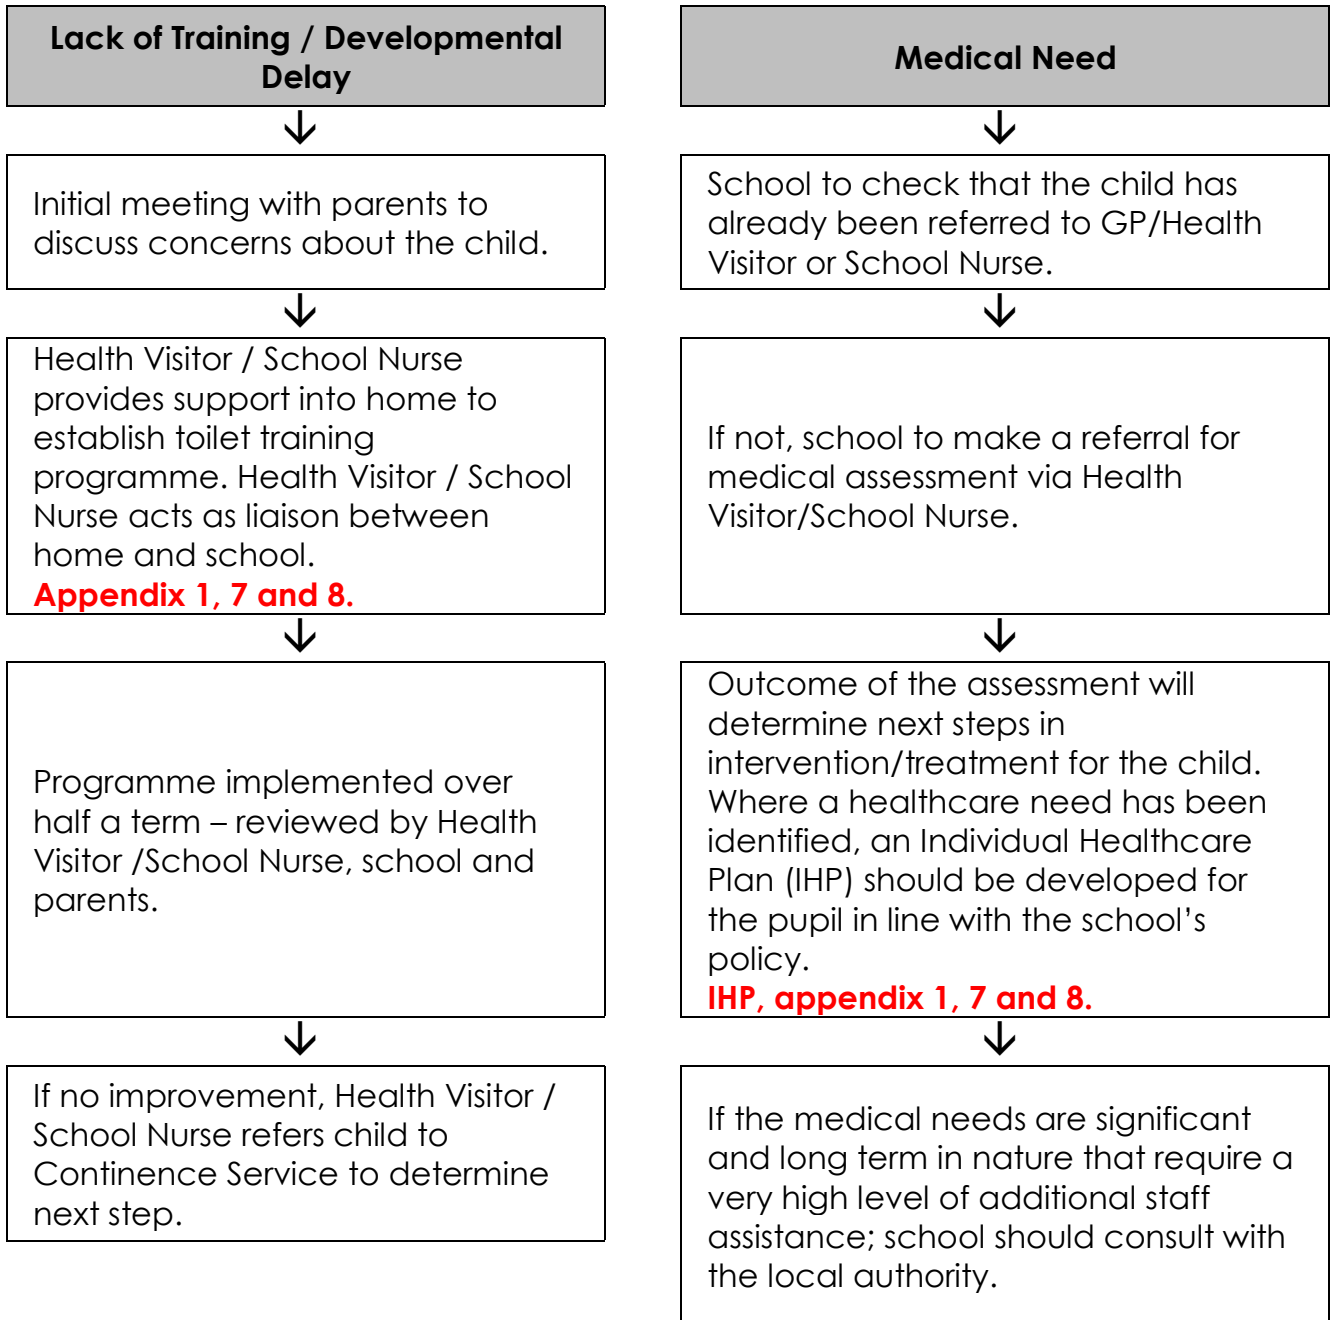 Lack of Training / Developmental
Delay
Initial meeting with parents to
discuss concerns about the child.
Health Visitor / School Nurse
provides support into home to
establish toilet training
programme. Health Visitor / School
Nurse acts as liaison between
home and school.
Appendix 1, 7 and 8.
Programme implemented over
half a term – reviewed by Health
Visitor /School Nurse, school and
parents.
If no improvement, Health Visitor /
School Nurse refers child to
Continence Service to determine
next step.
Medical Need
School to check that the child has
already been referred to GP/Health
Visitor or School Nurse.
If not, school to make a referral for
medical assessment via Health
Visitor/School Nurse.
Outcome of the assessment will
determine next steps in
intervention/treatment for the child.
Where a healthcare need has been
identified, an Individual Healthcare
Plan (IHP) should be developed for
the pupil in line with the school’s
policy.
IHP, appendix 1, 7 and 8.
If the medical needs are significant
and long term in nature that require a
very high level of additional staff
assistance; school should consult with
the local authority.